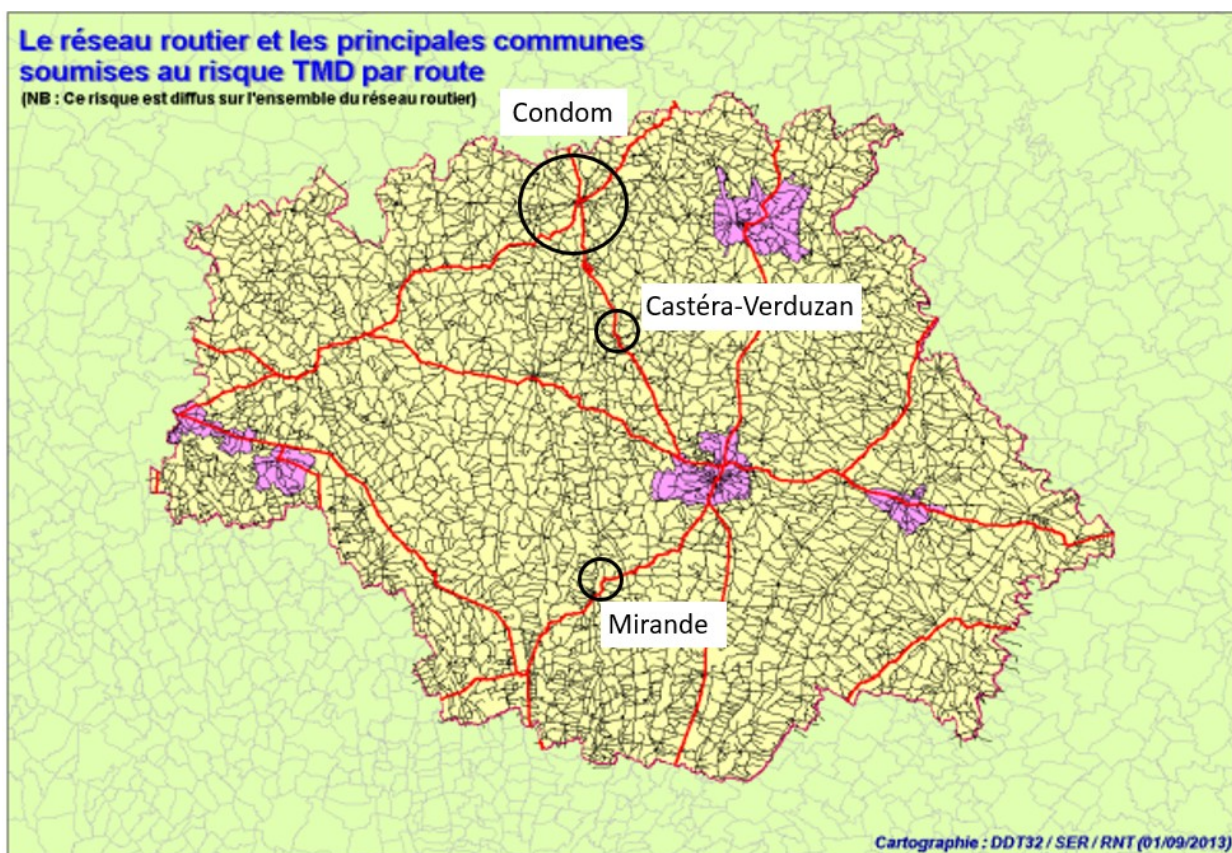 Le réseau routier et les principales communes
soumises au risque TMD par route
(NB : Ce risque est diffus sur l'ensemble du réseau routier)
Condom
Castéra-Verduzan
Mirande
Cartographie : DDT32 / SER / RNT (01/09/2013)